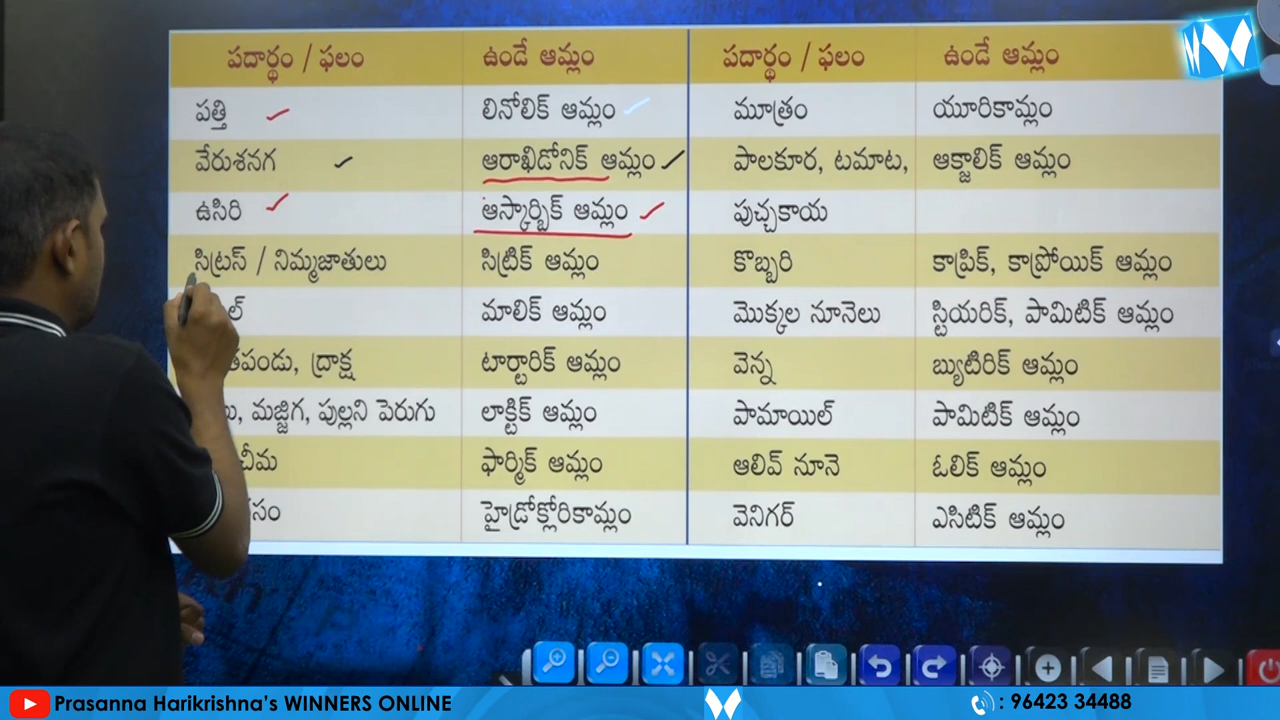 పదార్థం / ఫలం ఉండే ఆమ్లం పదార్థం / ఫలం ఉండే ఆమ్లం
పత్తి లినోలిక్ ఆమ్లం మూత్రం యూరికామ్లం
వేరుశనగ ఆరాఖిడోనిక్ ఆమ్లం పాలకూర, టమాట, ఆక్జాలిక్ ఆమ్లం
ఉసిరి ఆస్కార్బిక్ ఆమ్లం పుచ్చకాయ
సిట్రస్ / నిమ్మజాతులు సిట్రిక్ ఆమ్లం కొబ్బరి కాప్రిక్, కాప్రోయిక్ ఆమ్లం
మాలిక్ ఆమ్లం మొక్కల నూనెలు స్టియరిక్, పామిటిక్ ఆమ్లం
ద్రాక్ష టార్టారిక్ ఆమ్లం వెన్న బ్యుటిరిక్ ఆమ్లం
మజ్జిగ, పుల్లని పెరుగు లాక్టిక్ ఆమ్లం పామాయిల్ పామిటిక్ ఆమ్లం
ఫార్మిక్ ఆమ్లం ఆలివ్ నూనె ఓలిక్ ఆమ్లం
హైడ్రోక్లోరికామ్లం వెనిగర్ ఎసిటిక్ ఆమ్లం
Prasanna Harikrishna's WINNERS ONLINE : 96423 34488